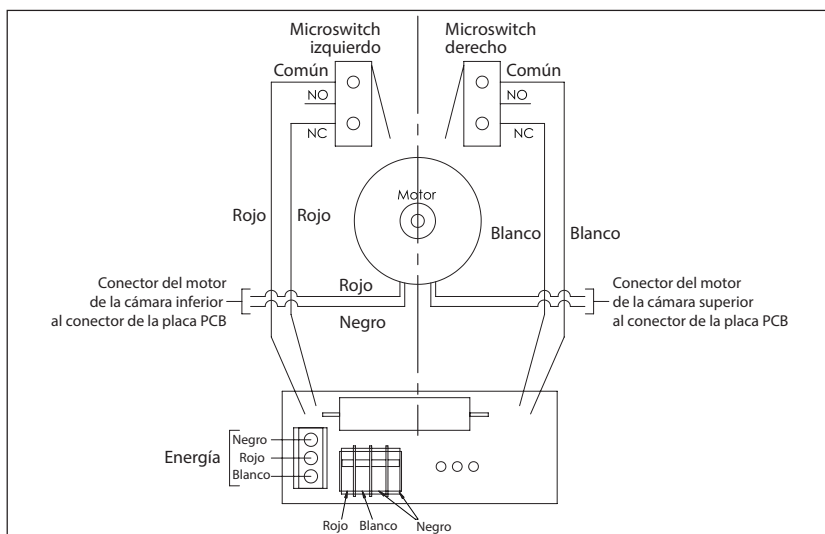 Microswitch
izquierdo
Microswitch
derecho
Común
Común
NO
NO
NC
NC
Motor
Rojo
Rojo
Blanco
Blanco
Conector del motor
de la cámara inferior
al conector de la placa PCB
Rojo
Negro
Conector del motor
de la cámara superior
al conector de la placa PCB
Energía
Negro
Rojo
Blanco
Rojo
Blanco
Negro